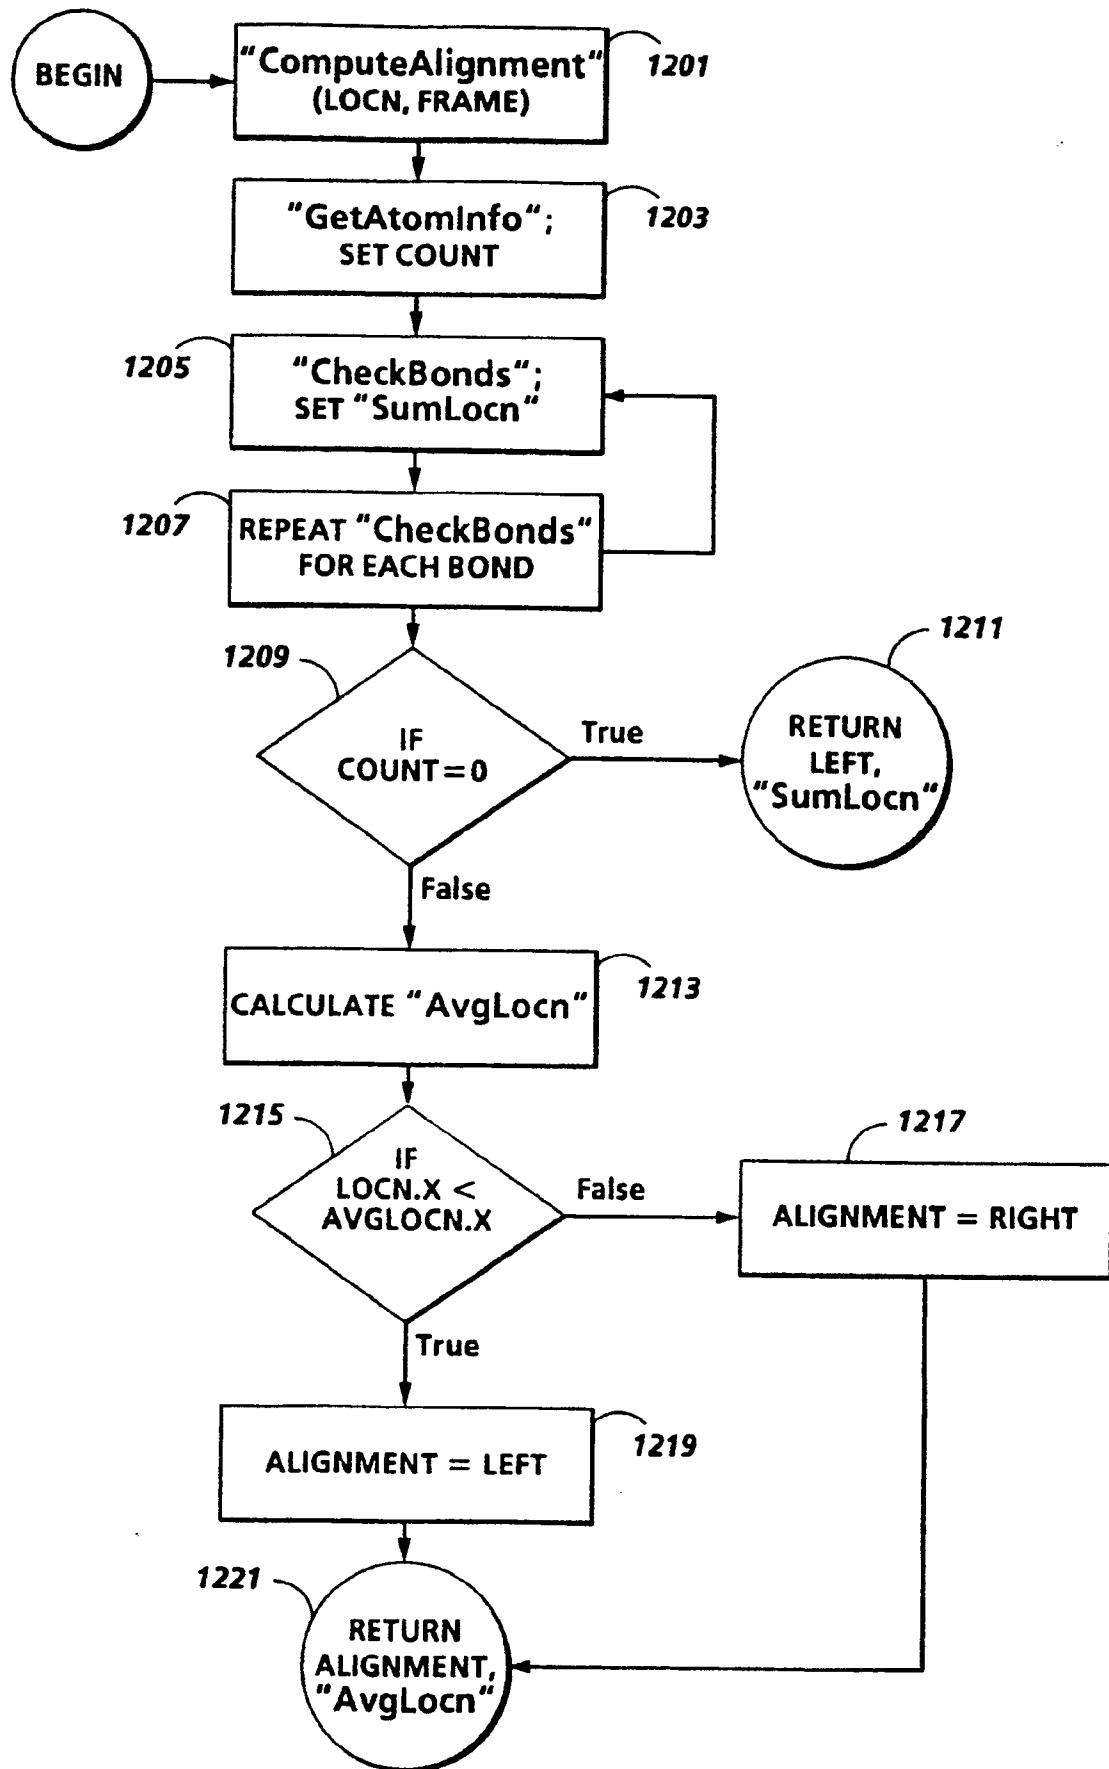 BEGIN
"ComputeAlignment"
(LOCN, FRAME)
1201
"GetAtomInfo";
SET COUNT
1203
1205
"CheckBonds";
SET "SumLocn"
1207
REPEAT "CheckBonds"
FOR EACH BOND
1209
IF
COUNT=0
True
1211
RETURN
LEFT,
"SumLocn"
False
CALCULATE "AvgLocn"
1213
1215
IF
LOCN.X <
AVGLOCN.X
False
1217
ALIGNMENT = RIGHT
True
ALIGNMENT = LEFT
1219
1221
RETURN
ALIGNMENT,
"AvgLocn"